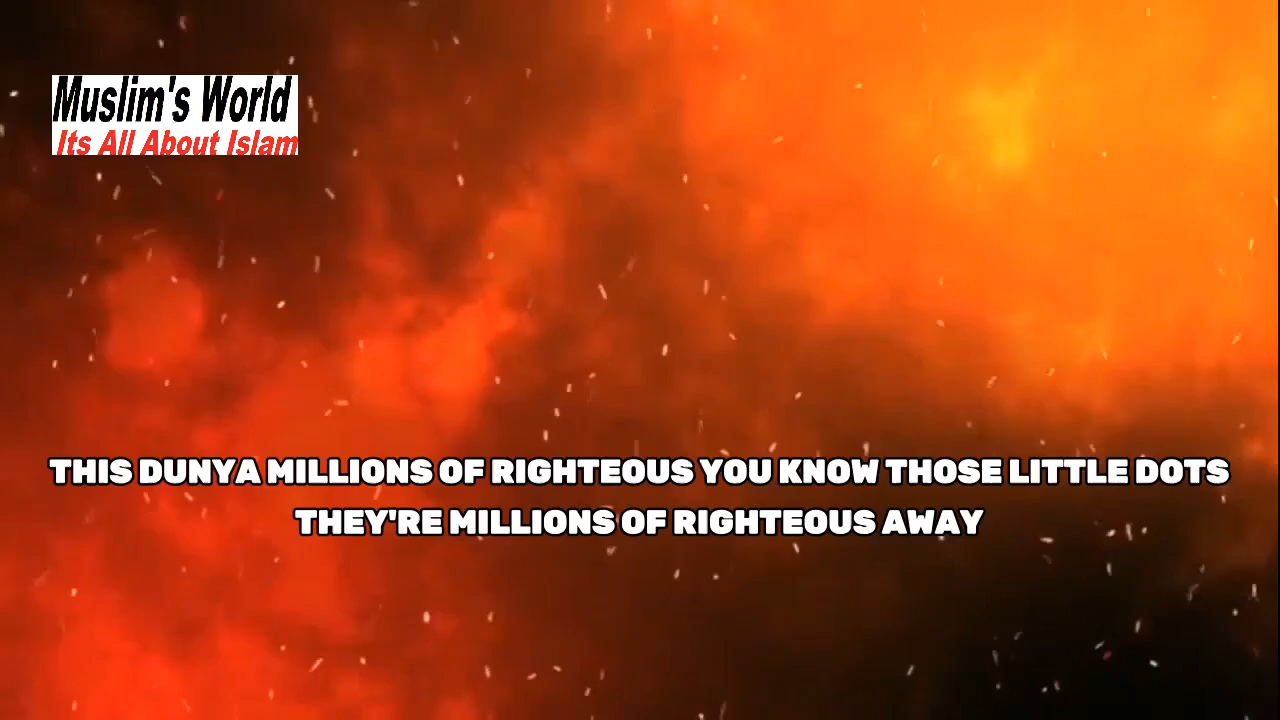 Muslim's World
Its All About Islam
THIS DUNYA MILLIONS OF RIGHTEOUS YOU KNOW THOSE LITTLE DOTS
THEY'RE MILLIONS OF RIGHTEOUS AWAY